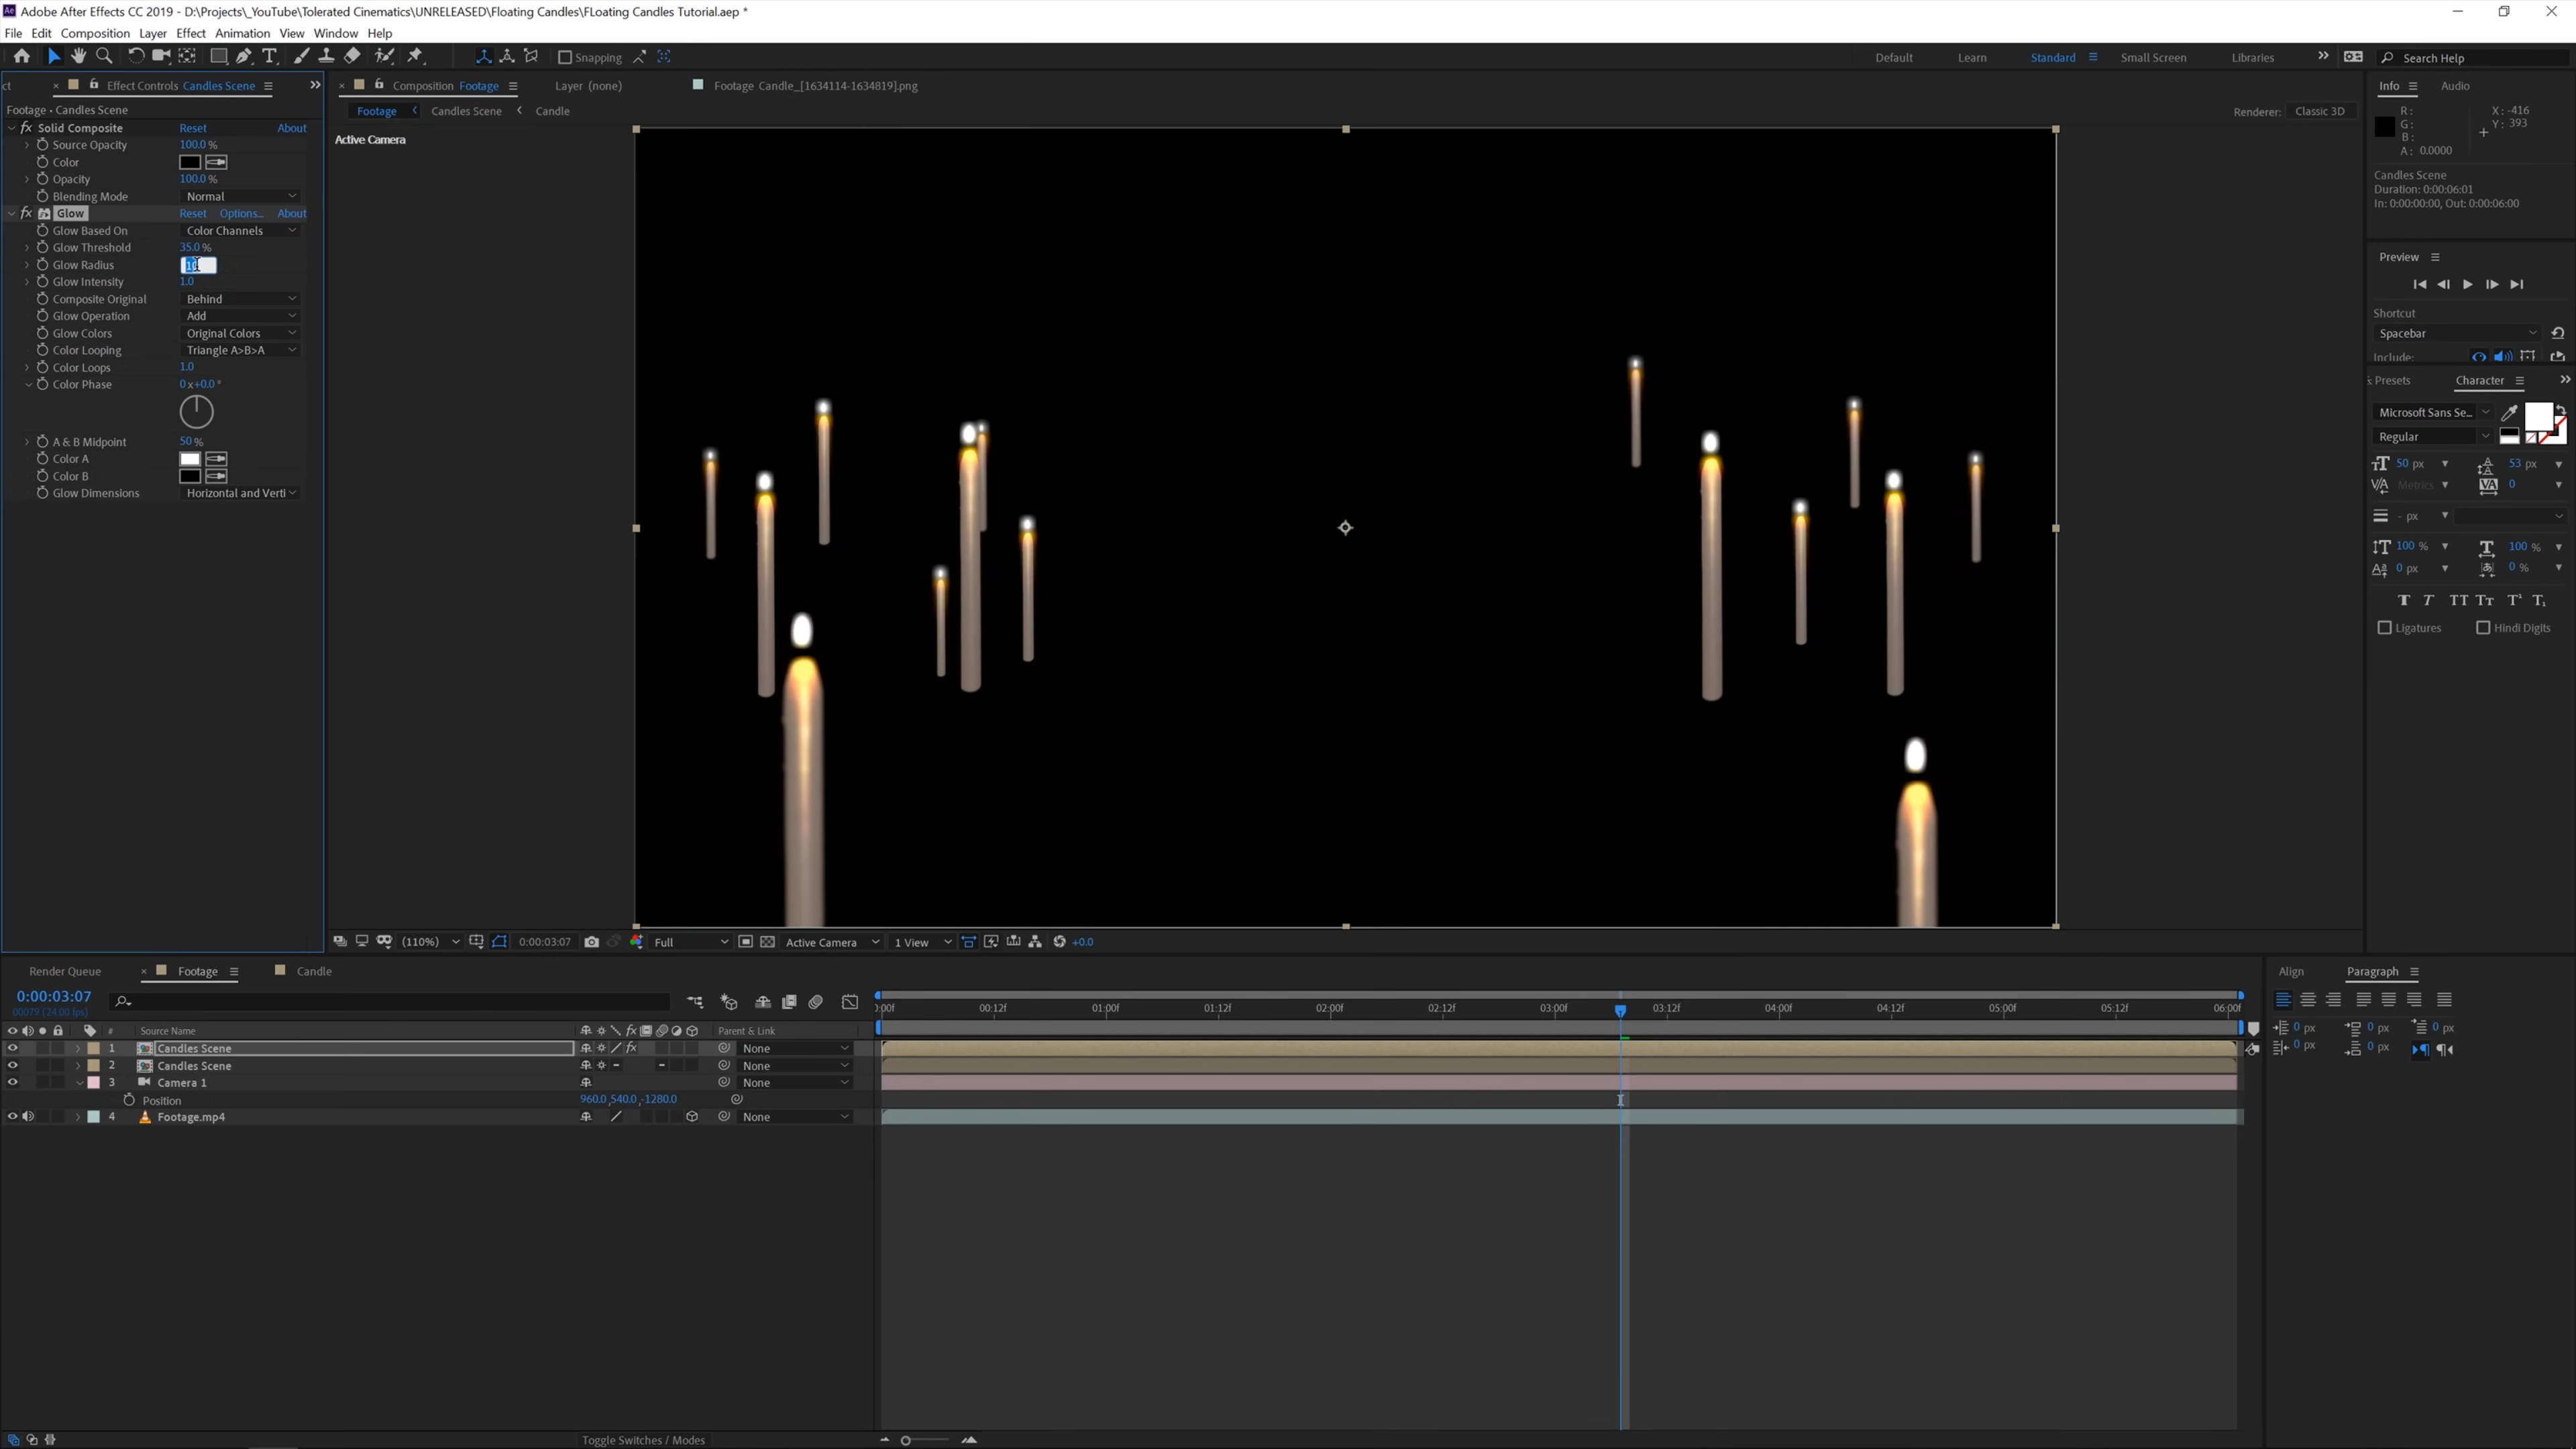 Adobe After Effects CC 2019 - D:\Projects\_YouTube\Tolerated Cinematics\UNRELEASED\Floating Candles\FLoating Candles Tutorial.aep *
File Edit Composition Layer Effect Animation View Window Help
Snapping
Default Learn Standard Small Screen Libraries
Search Help
ct Effect Controls Candles Scene
Footage • Candles Scene
fx Solid Composite Reset About
Source Opacity 100.0 %
Color
Opacity 100.0 %
Blending Mode Normal
fx Glow Reset Options... About
Glow Based On Color Channels
Glow Threshold 35.0 %
Glow Radius
Glow Intensity 1.0
Composite Original Behind
Glow Operation Add
Glow Colors Original Colors
Color Looping Triangle A>B>A
Color Loops 1.0
Color Phase 0 x+0.0 °
A & B Midpoint 50 %
Color A
Color B
Glow Dimensions Horizontal and Verti
Composition Footage Layer (none) Footage Candle_[1634114-1634819].png
Footage Candles Scene Candle
Renderer: Classic 3D
Active Camera
(110%) 0:00:03:07 Full Active Camera 1 View +0.0
Info Audio
R: X: -416
G: Y: 393
B:
A: 0.0000
Candles Scene
Duration: 0:00:06:01
In: 0:00:00:00, Out: 0:00:06:00
Preview
Shortcut
Spacebar
Include:
Presets Character
Microsoft Sans Se...
Regular
50 px 53 px
Metrics 0
- px
100 % 100 %
0 px 0 %
T T TT Tt T¹ T₁
Ligatures Hindi Digits
Render Queue Footage Candle
0:00:03:07
00079 (24.00 fps)
# Source Name Parent & Link
1 Candles Scene None
2 Candles Scene None
3 Camera 1 None
Position 960.0,540.0,-1280.0
4 Footage.mp4 None
):00f 00:12f 01:00f 01:12f 02:00f 02:12f 03:00f 03:12f 04:00f 04:12f 05:00f 05:12f 06:00f
Toggle Switches / Modes
Align Paragraph
0 px 0 px 0 px
0 px 0 px